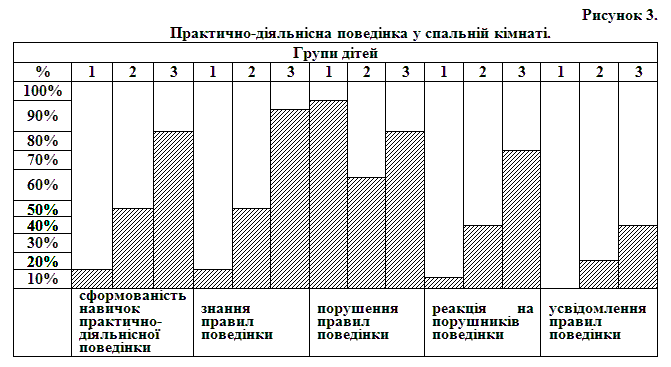 Рисунок 3.
Практично-діяльнісна поведінка у спальній кімнаті.
Групи дітей
% 1 2 3 1 2 3 1 2 3 1 2 3 1 2 3
100%
90%
80%
70%
60%
50%
40%
30%
20%
10%
сформованість
навичок
практично-
діяльнісної
поведінки
знання
правил
поведінки
порушення
правил
поведінки
реакція на
порушників
поведінки
усвідомлення
правил
поведінки